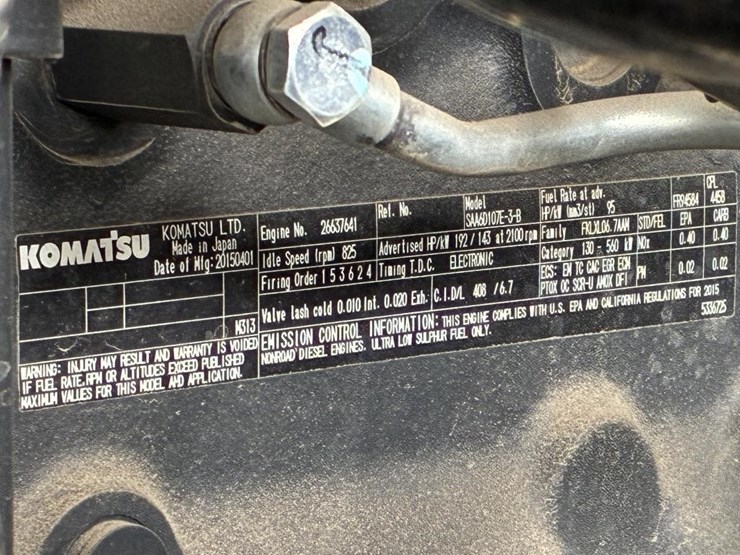 KOMATSU
KOMATSU LTD.
Made in Japan
Date of Mfg:20150401
Engine No. 26637641
Ref. No.
Model
SAA6D107E-3-B
Fuel Rate at adv.
HP/kW (mm3/st) 95
FR94584
CPL
4458
Idle Speed (rpm) 825
Advertised HP/kW 192 / 143 at 2100 rpm
Family FKLXL06.7AAM
STD/FEL
EPA
CARB
Firing Order 1 5 3 6 2 4
Timing T.D.C. ELECTRONIC
Category 130 - 560 kW
NOx
0.40
0.40
Valve lash cold 0.010 Int. 0.020 Exh.
C.I.D/L 408 / 6.7
ECS: EM TC CAC EGR ECM
PTOX OC SCR-U AMOX DFI
PM
0.02
0.02
N313
WARNING: INJURY MAY RESULT AND WARRANTY IS VOIDED
IF FUEL RATE,RPM OR ALTITUDES EXCEED PUBLISHED
MAXIMUM VALUES FOR THIS MODEL AND APPLICATION.
EMISSION CONTROL INFORMATION: THIS ENGINE COMPLIES WITH U.S. EPA AND CALIFORNIA REGULATIONS FOR 2015
NONROAD DIESEL ENGINES. ULTRA LOW SULPHUR FUEL ONLY.
5336725